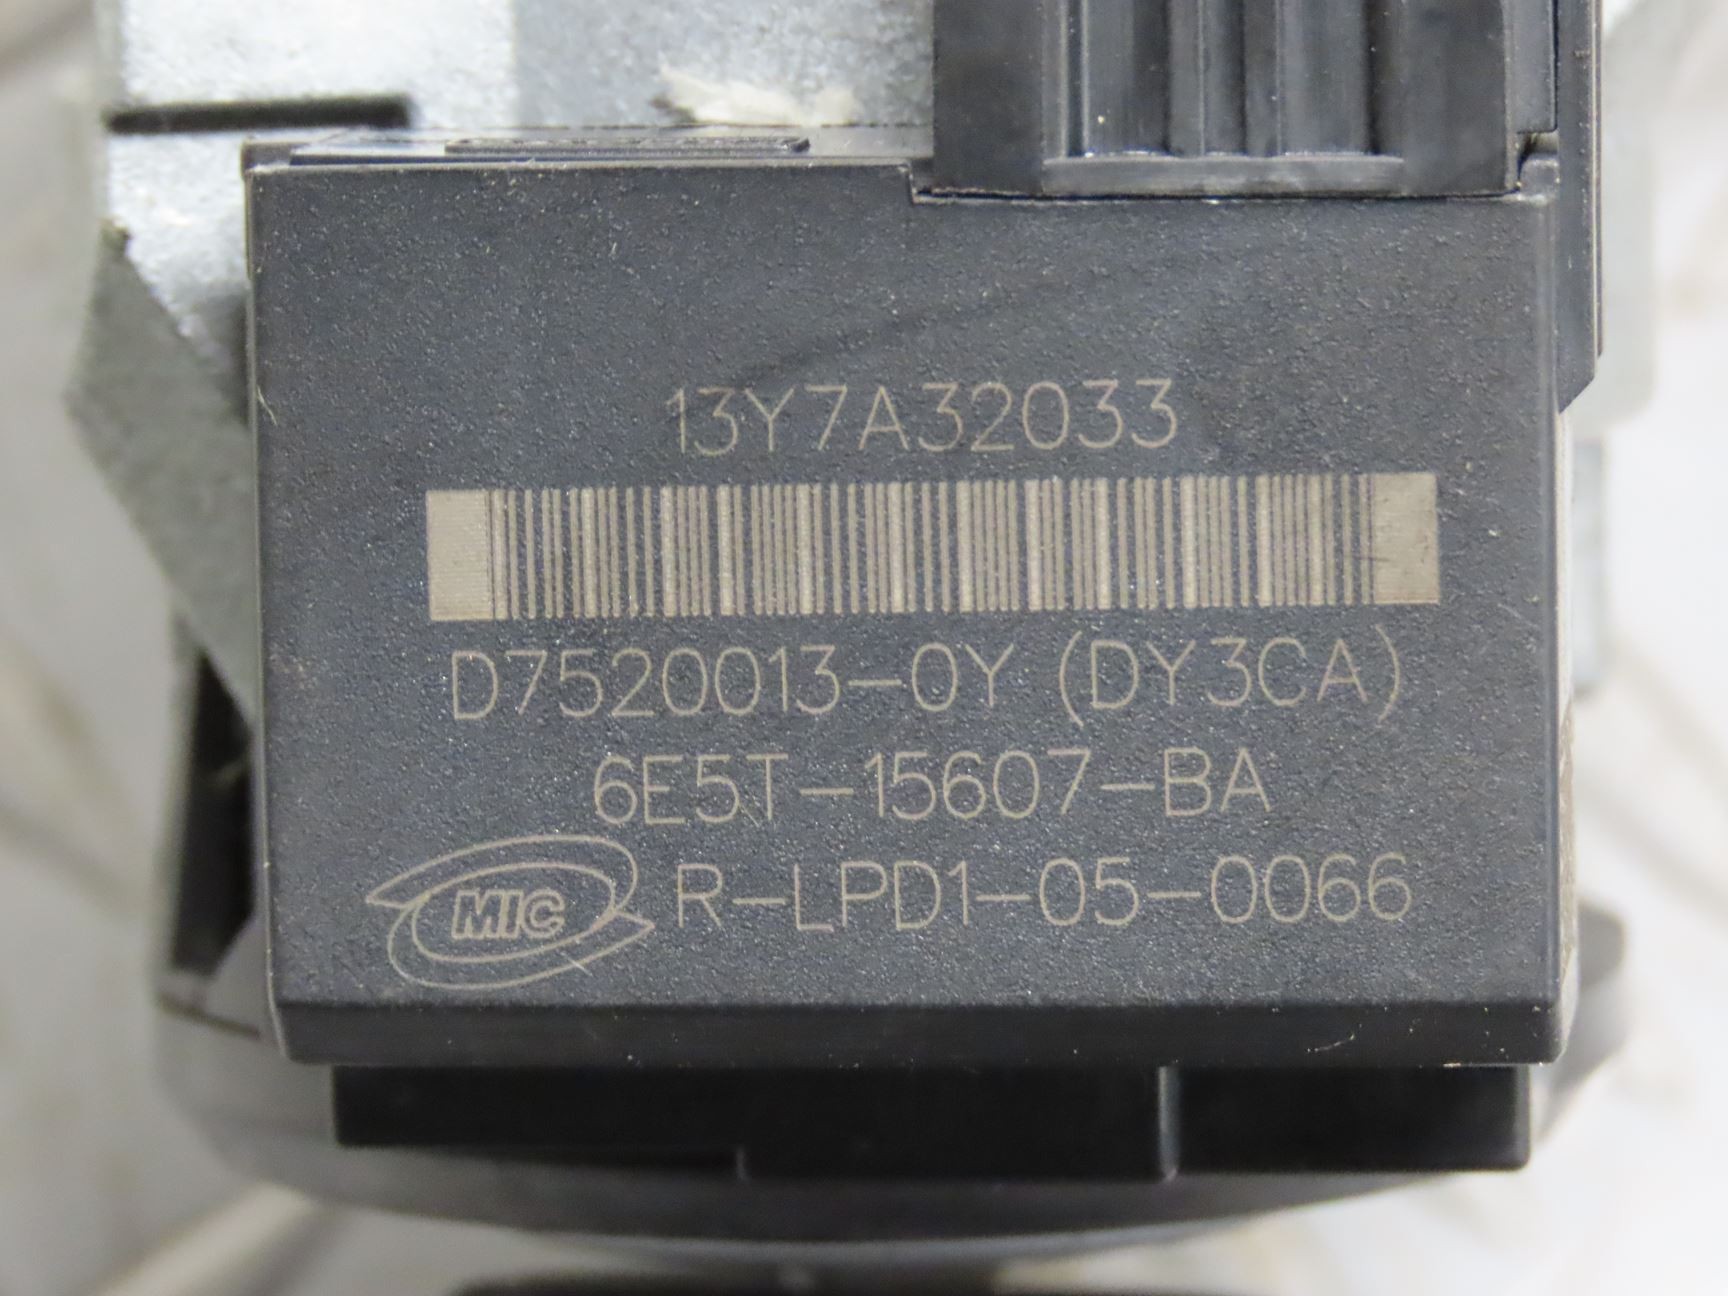 13Y7A32033
D7520013-0Y (DY3CA)
6E5T-15607-BA
MIC R-LPD1-05-0066